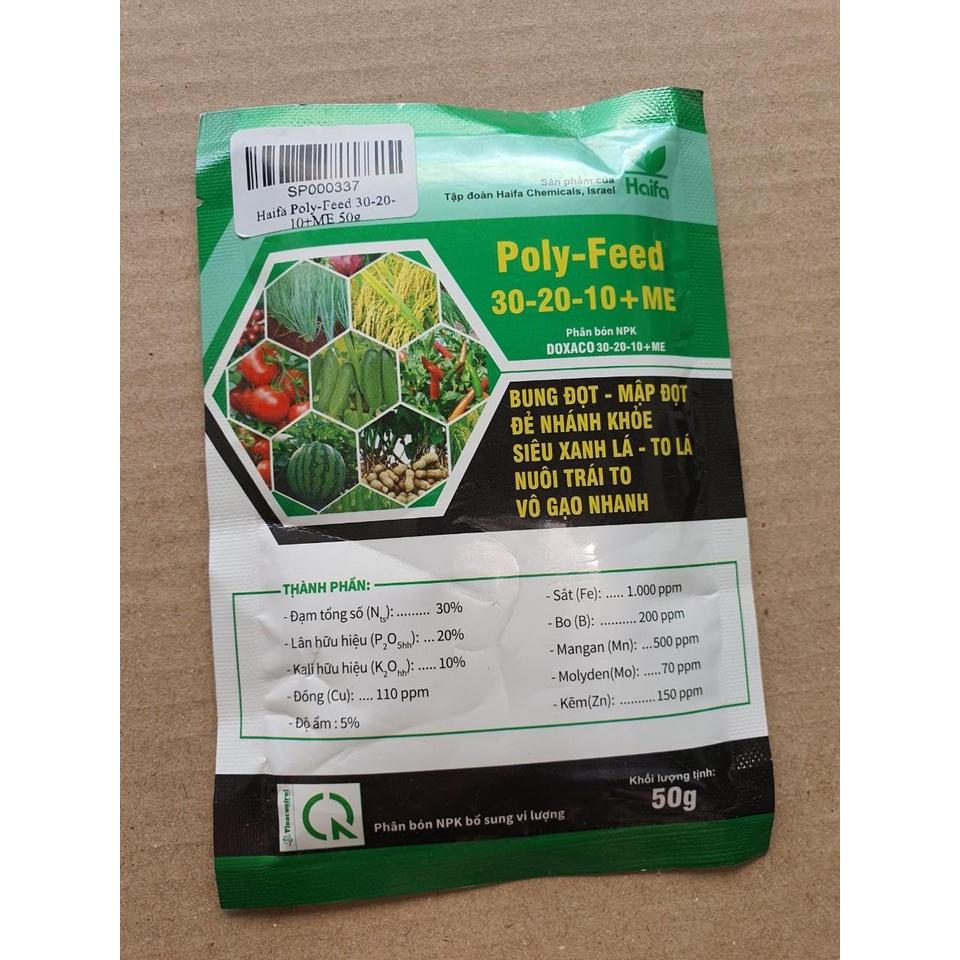 SP000337
Haifa Poly-Feed 30-20-
10+ME 50g
Sản phẩm của
Tập đoàn Haifa Chemicals, Israel
Haifa
Poly-Feed
30-20-10+ME
Phân bón NPK
DOXACO 30-20-10+ME
BUNG ĐỌT - MẬP ĐỌT
ĐẺ NHÁNH KHỎE
SIÊU XANH LÁ - TO LÁ
NUÔI TRÁI TO
VÔ GẠO NHANH
THÀNH PHẦN:
- Đạm tổng số (Nts): ......... 30%
- Lân hữu hiệu (P2O5hh): ... 20%
- Kali hữu hiệu (K2Ohh): ..... 10%
- Đồng (Cu): .... 110 ppm
- Độ ẩm : 5%
- Sắt (Fe): ..... 1.000 ppm
- Bo (B): .......... 200 ppm
- Mangan (Mn): ...500 ppm
- Molyden(Mo): .....70 ppm
- Kẽm(Zn): ..........150 ppm
Vinacontrol
Phân bón NPK bổ sung vi lượng
Khối lượng tịnh:
50g